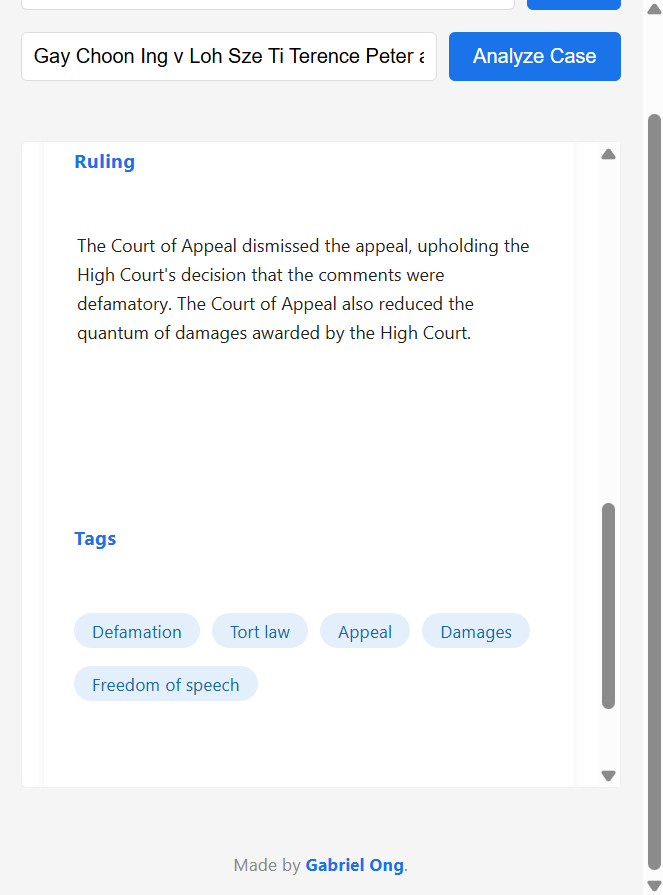 Gay Choon Ing v Loh Sze Ti Terence Peter a
Analyze Case
Ruling
The Court of Appeal dismissed the appeal, upholding the
High Court's decision that the comments were
defamatory. The Court of Appeal also reduced the
quantum of damages awarded by the High Court.
Tags
Defamation Tort law Appeal Damages
Freedom of speech
Made by Gabriel Ong.